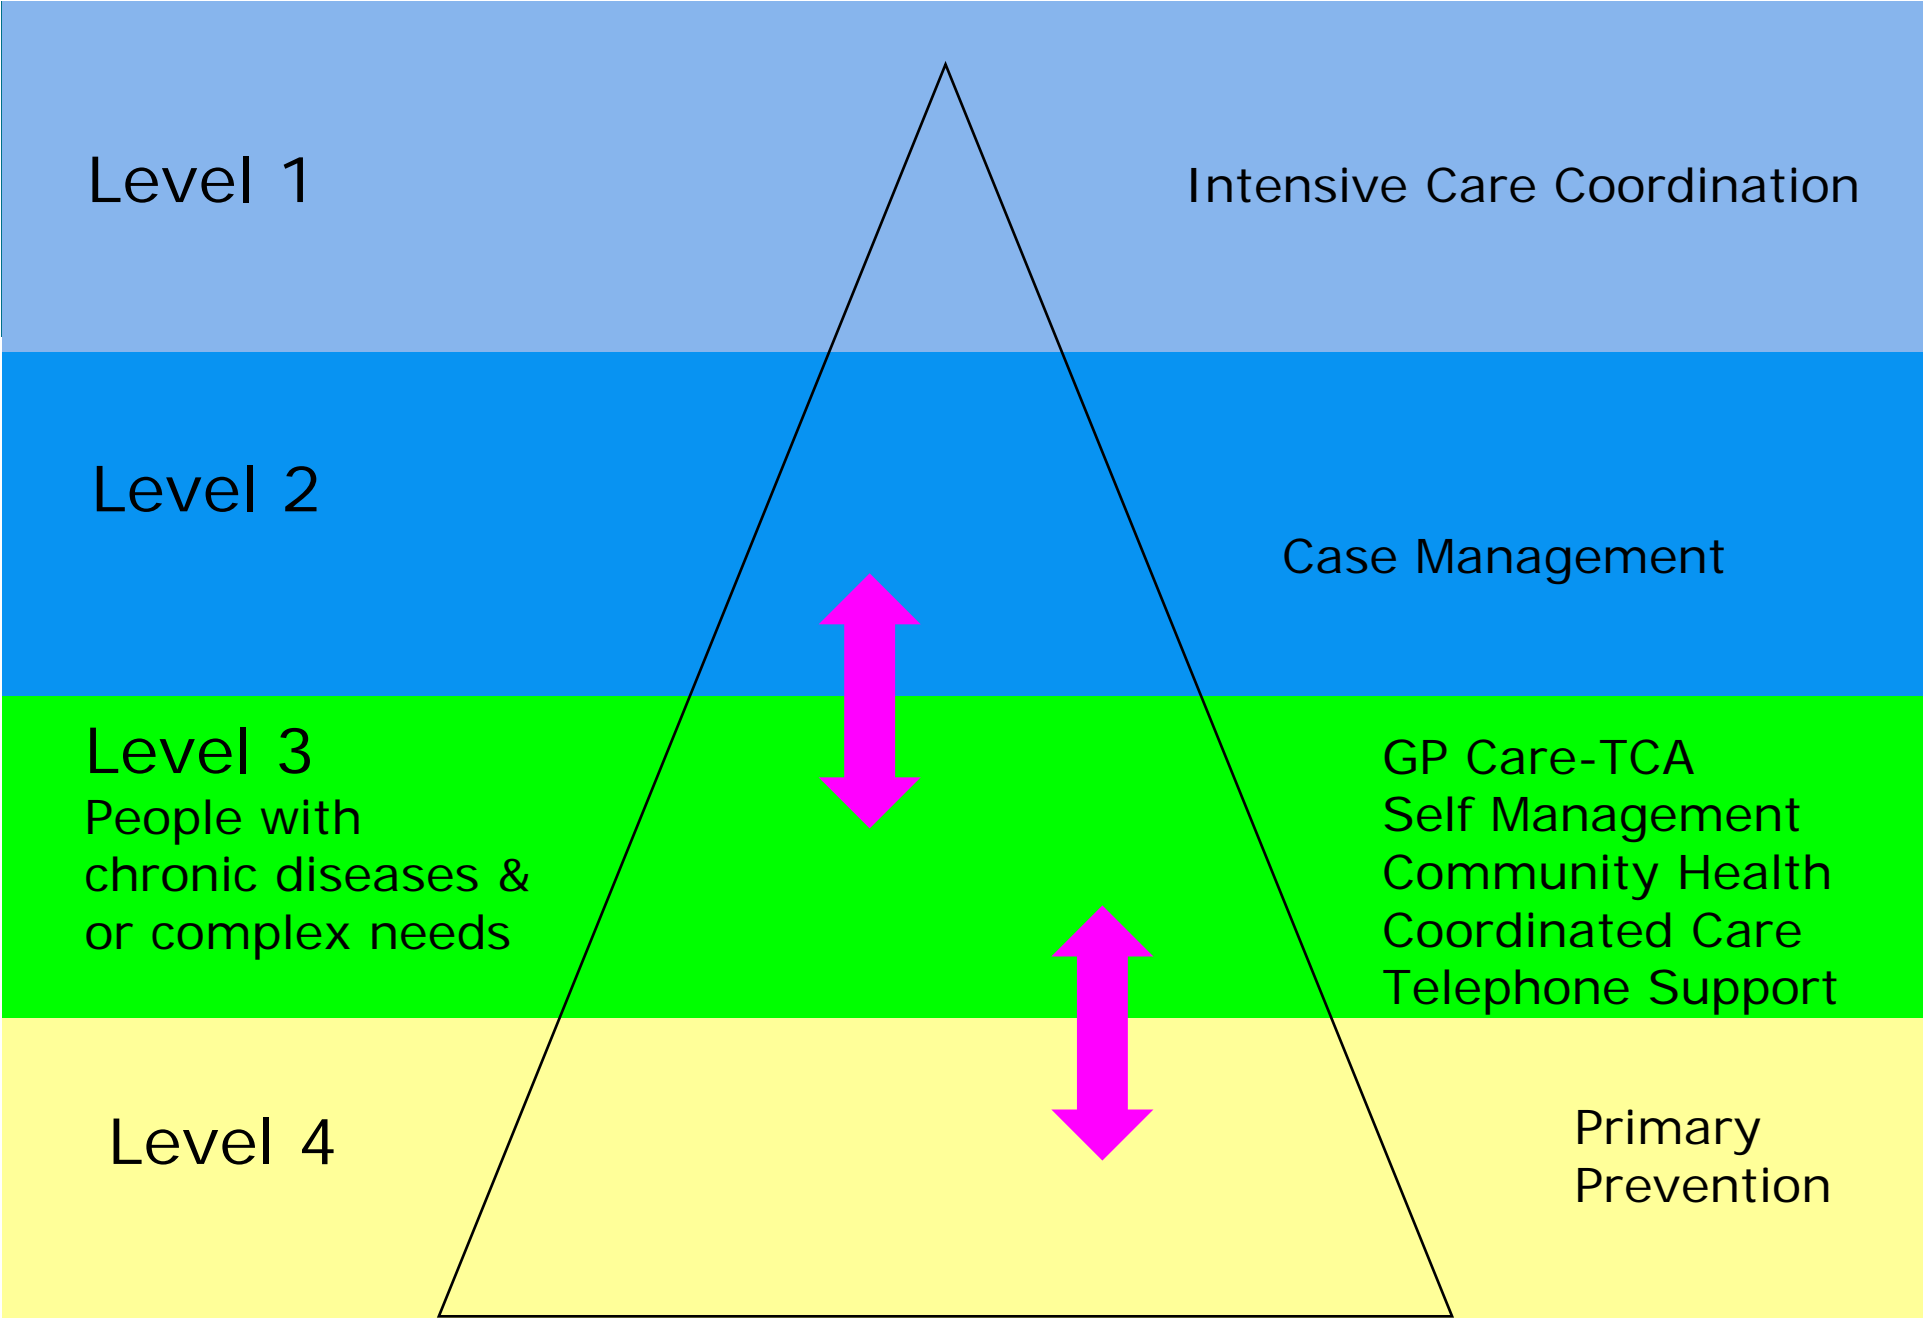 Level 1
Intensive Care Coordination
Level 2
Case Management
Level 3
People with
chronic diseases &
or complex needs
GP Care-TCA
Self Management
Community Health
Coordinated Care
Telephone Support
Level 4
Primary
Prevention